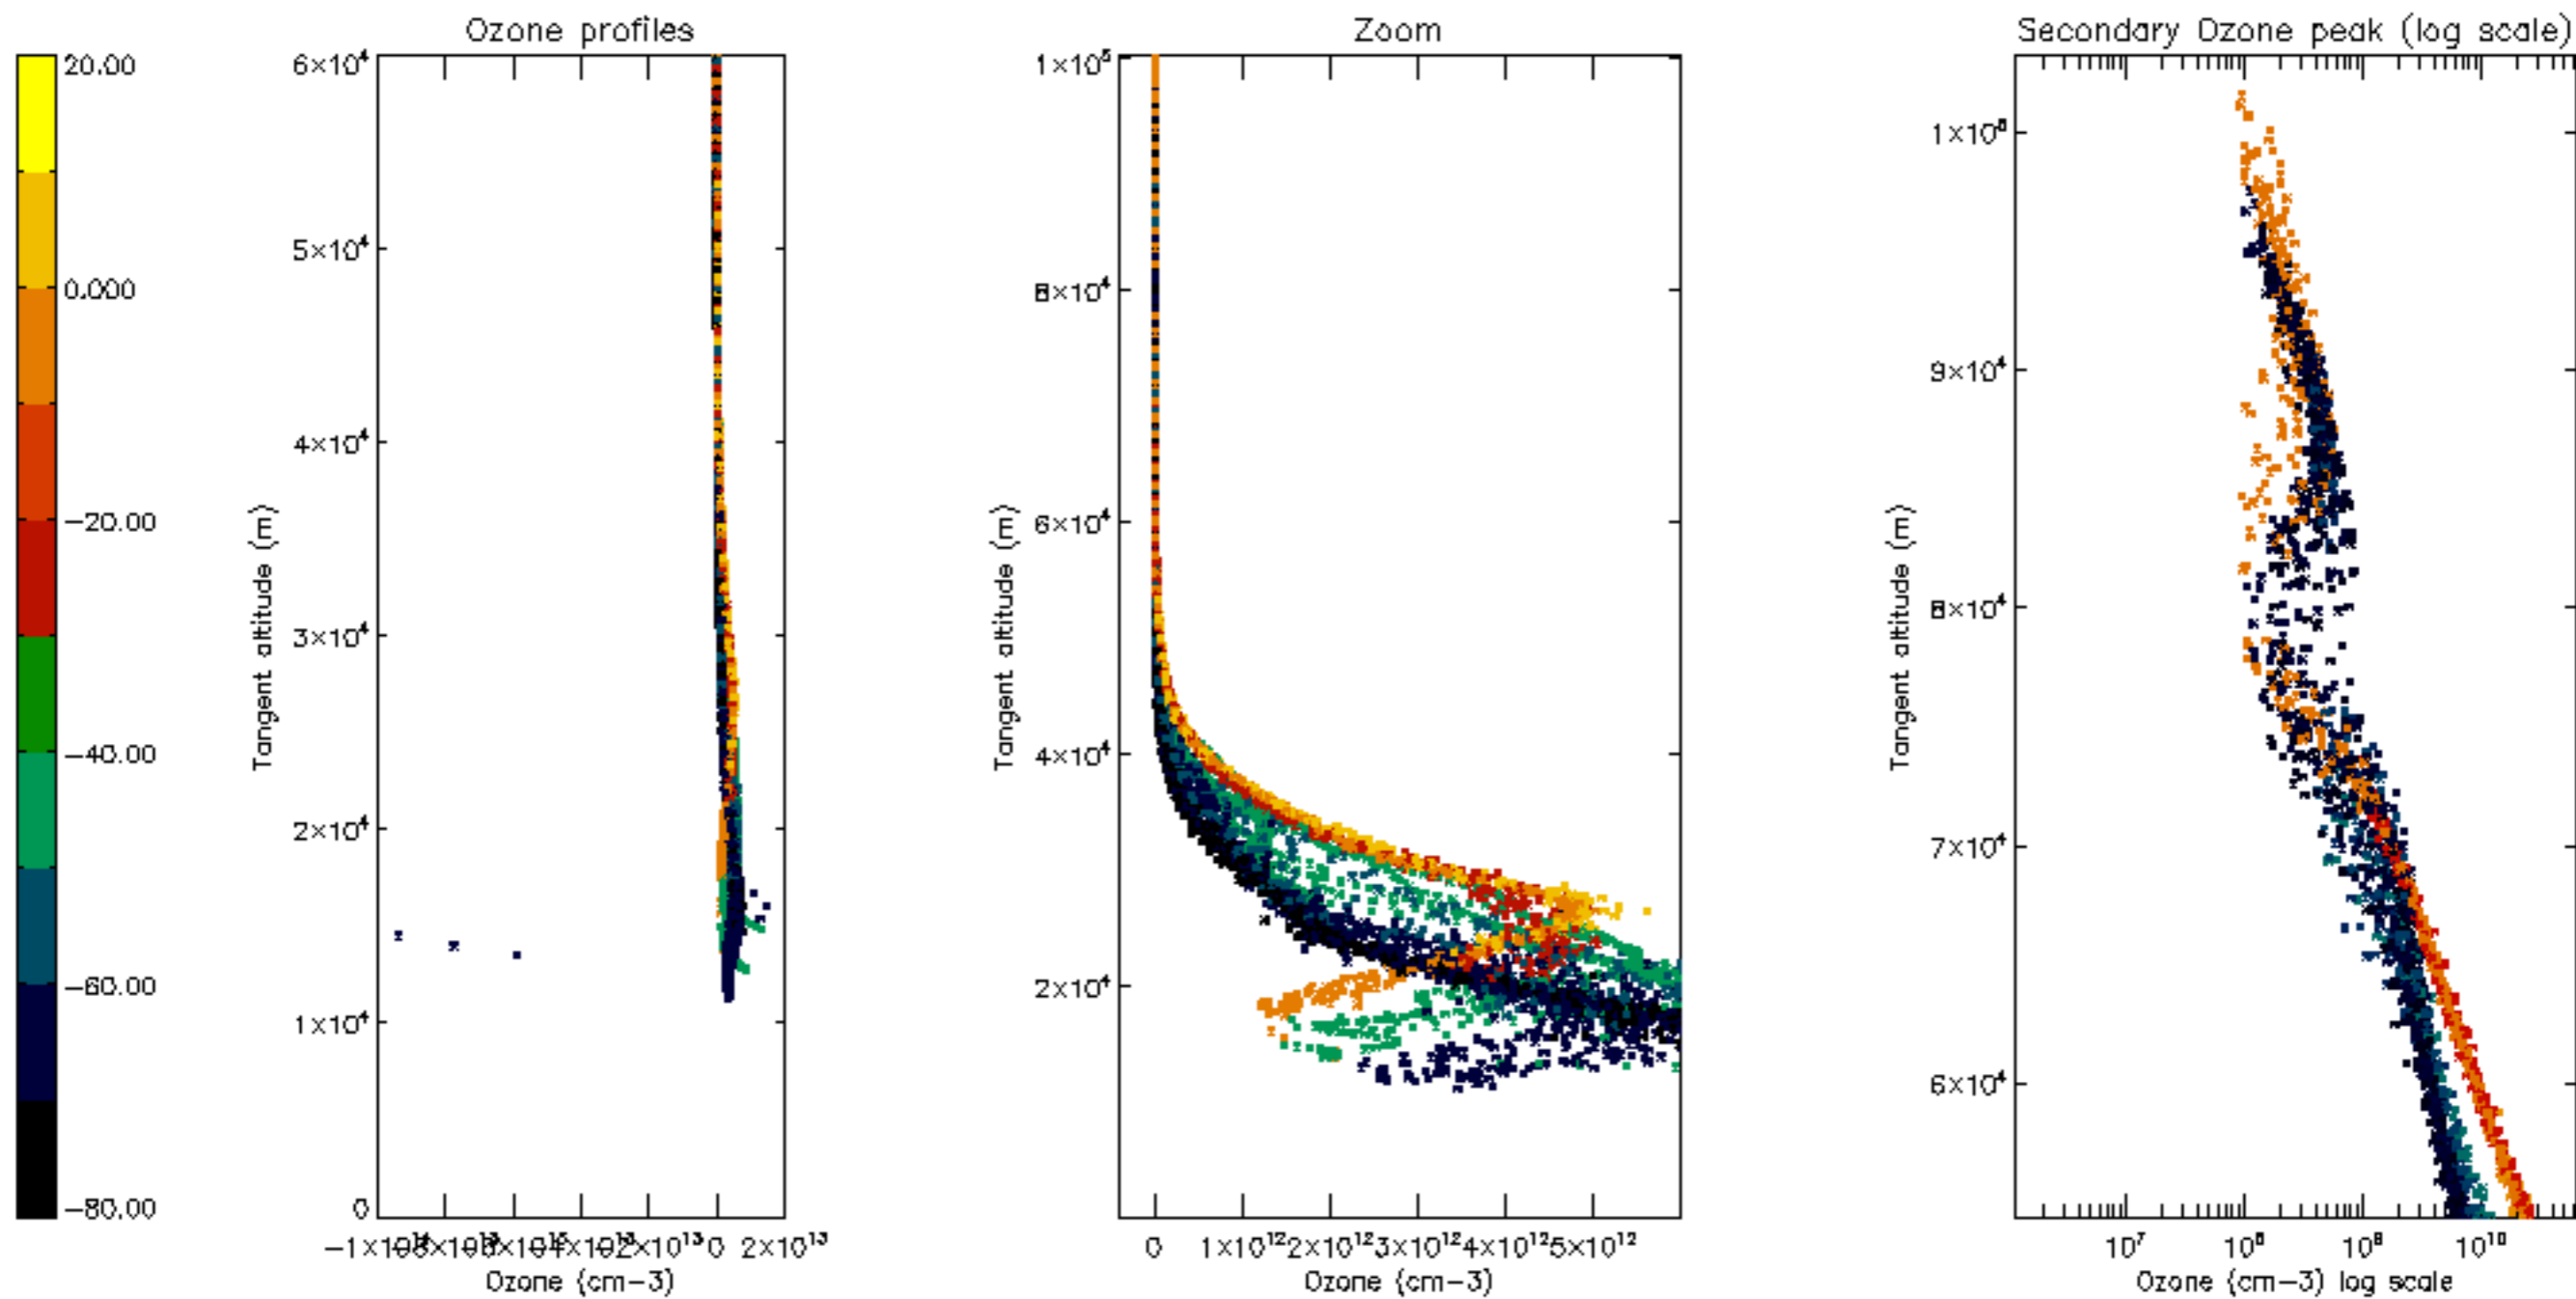 Ozone profiles
Zoom
Secondary Ozone peak (log scale)
20.00
0.000
−20.00
−40.00
−60.00
−80.00
6×10⁴
5×10⁴
4×10⁴
3×10⁴
2×10⁴
1×10⁴
0
Tangent altitude (m)
0 2×10¹³
Ozone (cm−3)
1×10⁵
8×10⁴
6×10⁴
4×10⁴
2×10⁴
Tangent altitude (m)
0 1×10¹² 2×10¹² 3×10¹² 4×10¹² 5×10¹²
Ozone (cm−3)
9×10⁴
8×10⁴
7×10⁴
6×10⁴
Tangent altitude (m)
10⁷ 10⁸ 10⁹ 10¹⁰
Ozone (cm−3) log scale